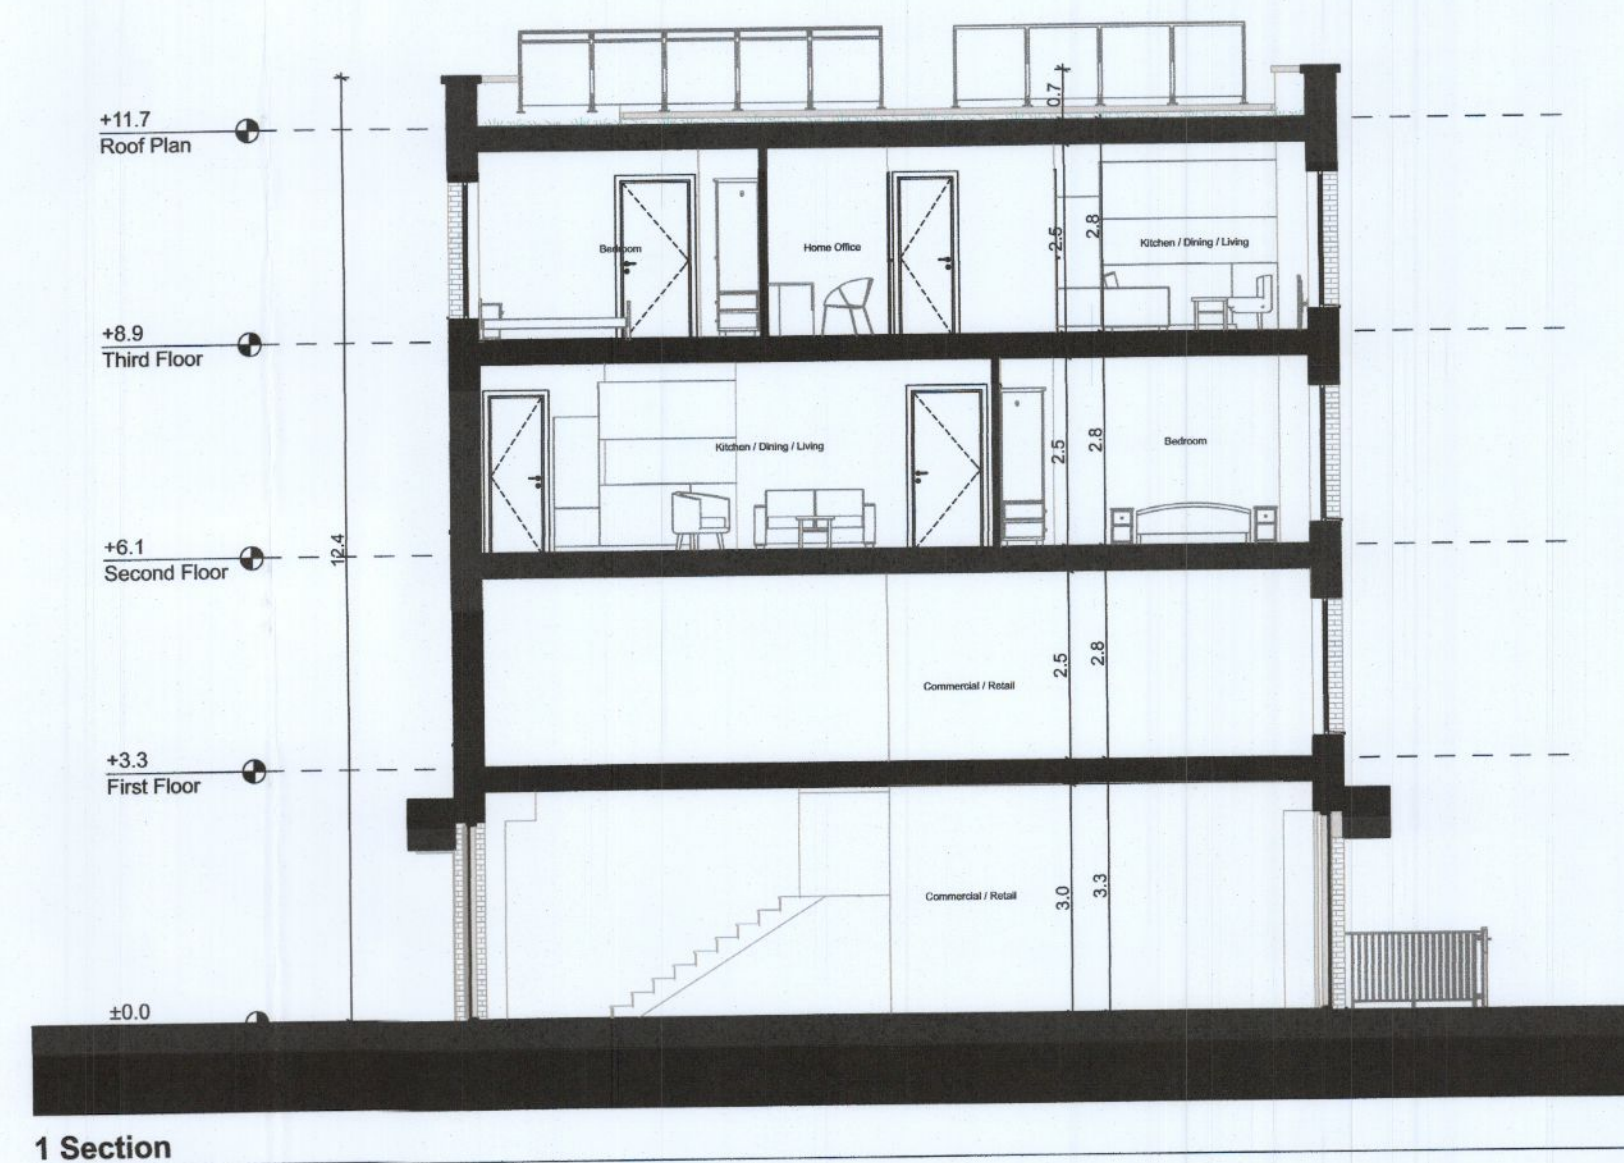 0.7
+11.7
Roof Plan
Bedroom
Home Office
2.5
2.8
Kitchen / Dining / Living
+8.9
Third Floor
Kitchen / Dining / Living
2.5
2.8
Bedroom
12.4
+6.1
Second Floor
2.5
2.8
Commercial / Retail
+3.3
First Floor
Commercial / Retail
3.0
3.3
±0.0
1 Section